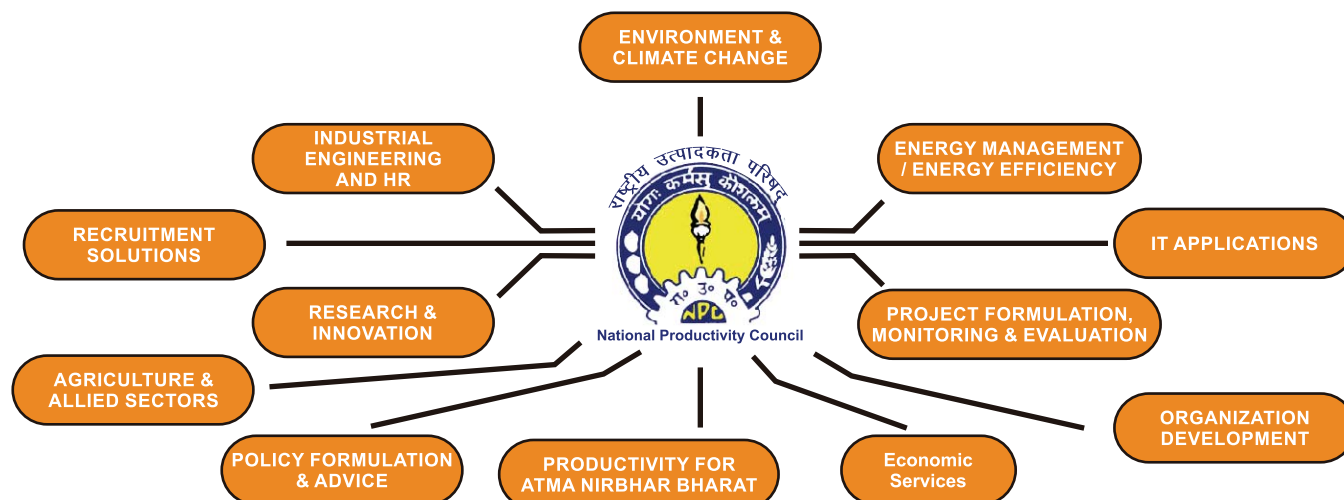 ENVIRONMENT &
CLIMATE CHANGE
INDUSTRIAL
ENGINEERING
AND HR
ENERGY MANAGEMENT
/ ENERGY EFFICIENCY
राष्ट्रीय उत्पादकता परिषद्
योगः कर्मसु कौशलम्
RECRUITMENT
SOLUTIONS
IT APPLICATIONS
रा० उ० प०
NPC
National Productivity Council
RESEARCH &
INNOVATION
PROJECT FORMULATION,
MONITORING & EVALUATION
AGRICULTURE &
ALLIED SECTORS
ORGANIZATION
DEVELOPMENT
POLICY FORMULATION
& ADVICE
PRODUCTIVITY FOR
ATMA NIRBHAR BHARAT
Economic
Services